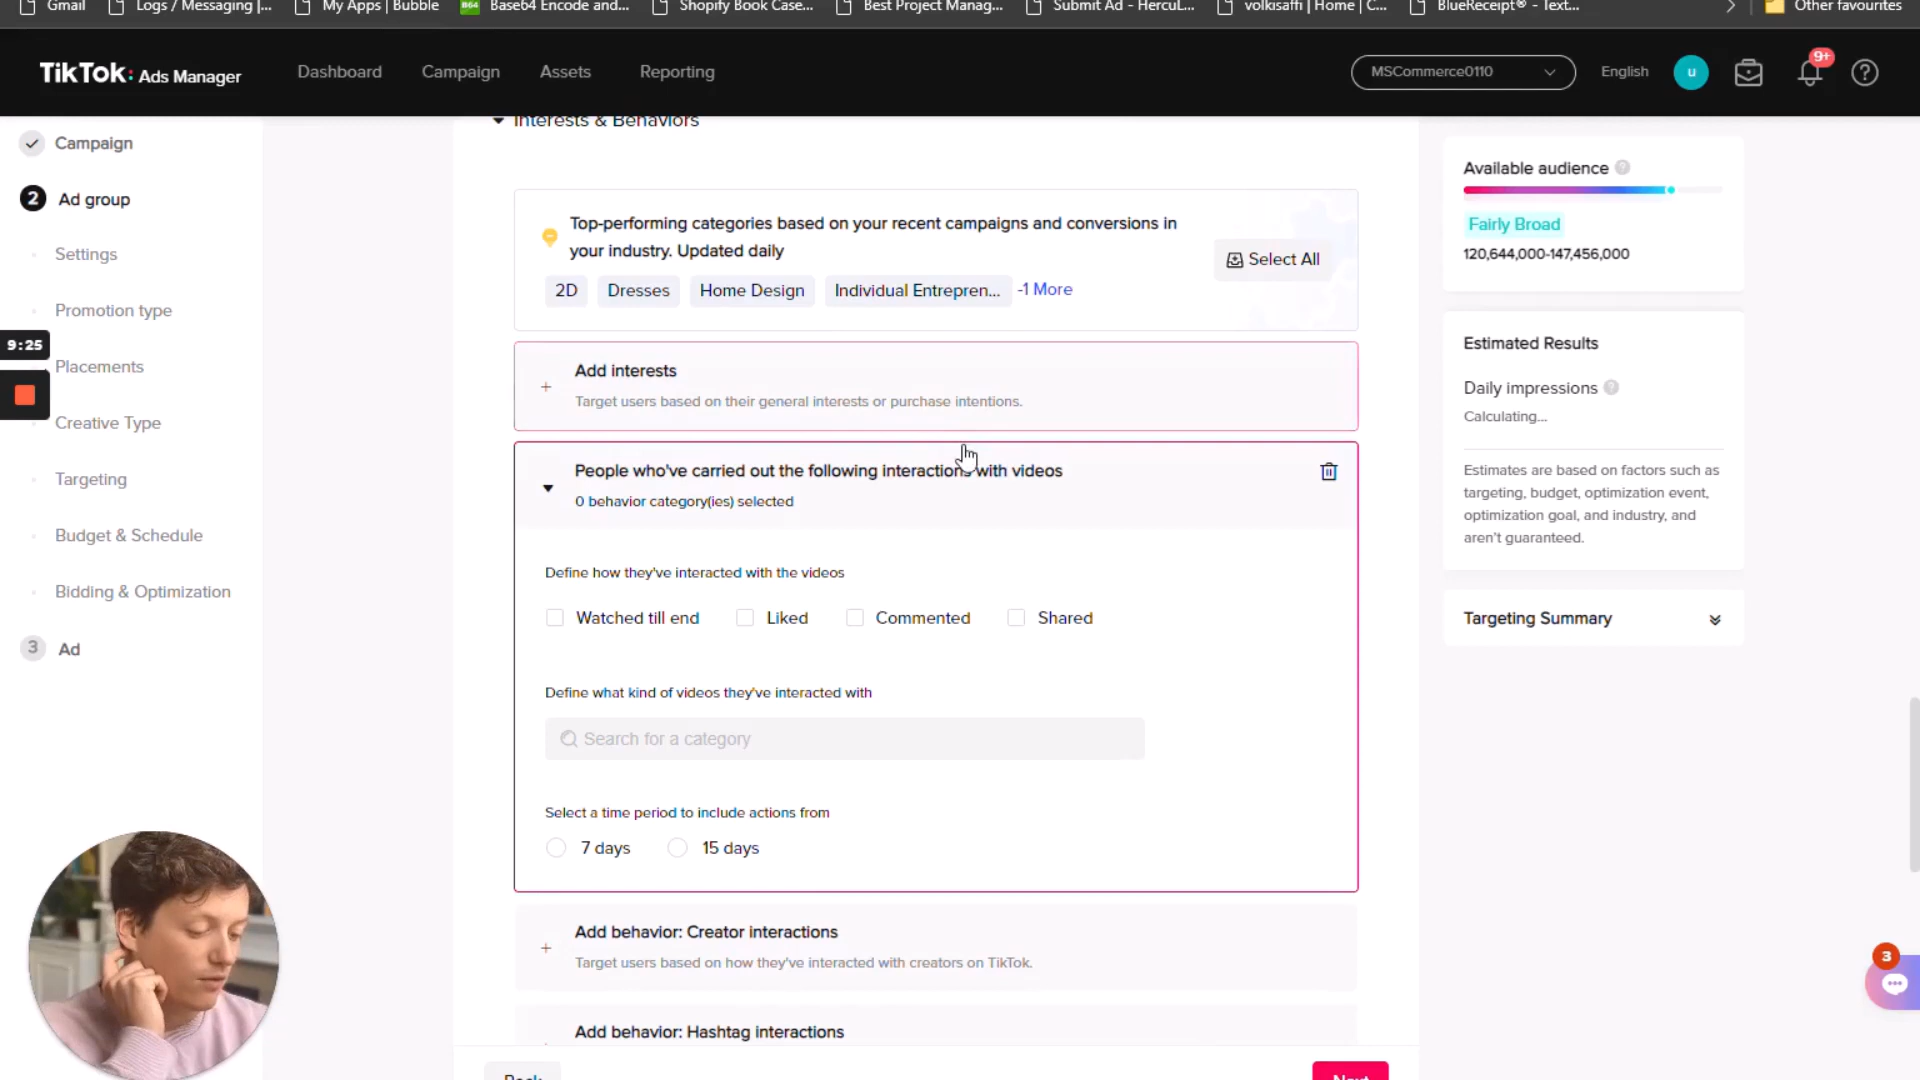 Gmail
Logs / Messaging |...
My Apps | Bubble
B64
Base64 Encode and...
Shopify Book Case...
Best Project Manag...
Submit Ad - HercuL...
volkisaffi | Home | C...
BlueReceipt® - Text...
Other favourites
TikTok: Ads Manager
Dashboard
Campaign
Assets
Reporting
MSCommerce0110
English
u
9+
Campaign
2 Ad group
Settings
Promotion type
9:25
Placements
Creative Type
Targeting
Budget & Schedule
Bidding & Optimization
3 Ad
Interests & Behaviors
Top-performing categories based on your recent campaigns and conversions in
your industry. Updated daily
2D
Dresses
Home Design
Individual Entrepren...
-1 More
Select All
+ Add interests
Target users based on their general interests or purchase intentions.
People who've carried out the following interactions with videos
0 behavior category(ies) selected
Define how they've interacted with the videos
Watched till end
Liked
Commented
Shared
Define what kind of videos they've interacted with
Search for a category
Select a time period to include actions from
7 days
15 days
+ Add behavior: Creator interactions
Target users based on how they've interacted with creators on TikTok.
Add behavior: Hashtag interactions
Back
Next
Available audience
Fairly Broad
120,644,000-147,456,000
Estimated Results
Daily impressions
Calculating...
Estimates are based on factors such as
targeting, budget, optimization event,
optimization goal, and industry, and
aren't guaranteed.
Targeting Summary
3